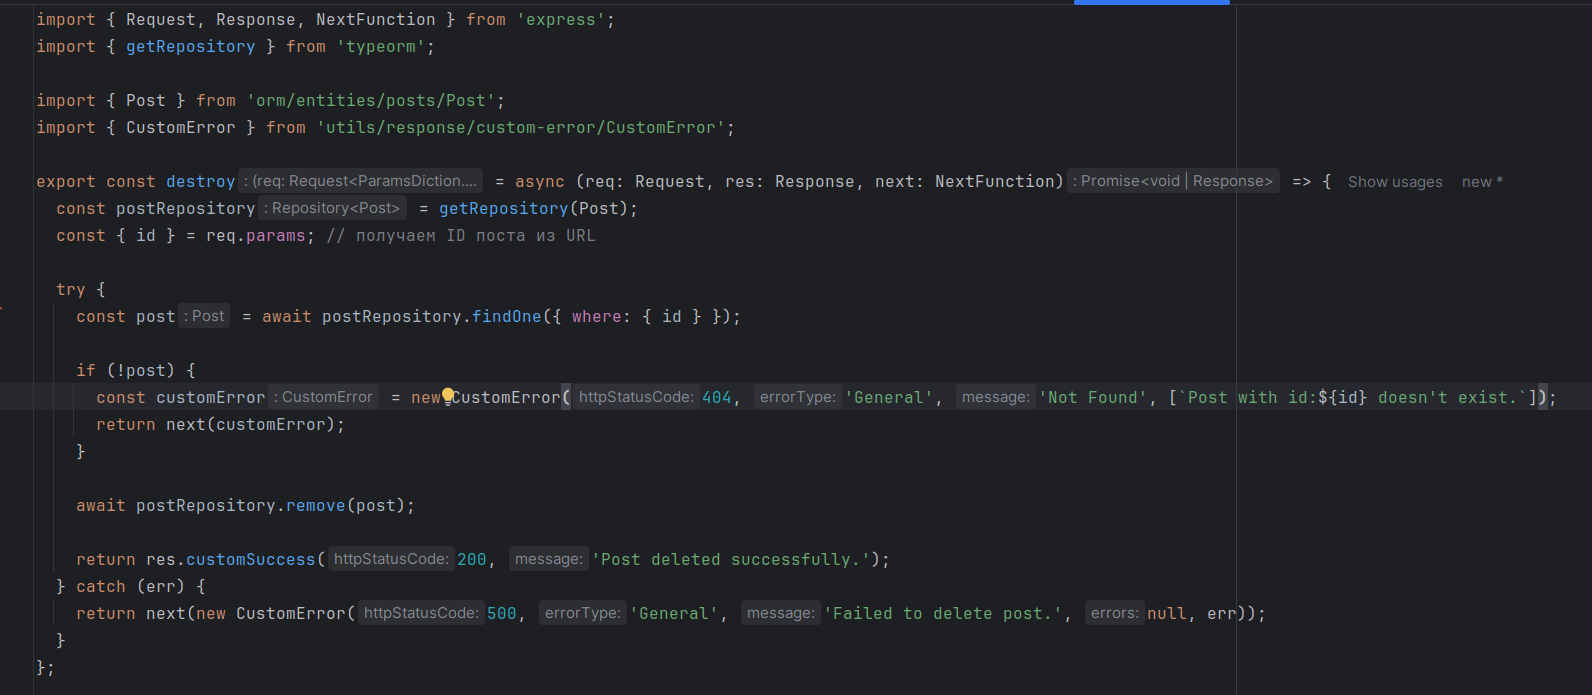 import { Request, Response, NextFunction } from 'express';
import { getRepository } from 'typeorm';
import { Post } from 'orm/entities/posts/Post';
import { CustomError } from 'utils/response/custom-error/CustomError';
export const destroy : (req: Request<ParamsDiction.... = async (req: Request, res: Response, next: NextFunction) : Promise<void | Response> => { Show usages new *
const postRepository : Repository<Post> = getRepository(Post);
const { id } = req.params; // получаем ID поста из URL
try {
const post : Post = await postRepository.findOne({ where: { id } });
if (!post) {
const customError : CustomError = new CustomError( httpStatusCode: 404, errorType: 'General', message: 'Not Found', [`Post with id:${id} doesn't exist.`]);
return next(customError);
}
await postRepository.remove(post);
return res.customSuccess( httpStatusCode: 200, message: 'Post deleted successfully.');
} catch (err) {
return next(new CustomError( httpStatusCode: 500, errorType: 'General', message: 'Failed to delete post.', errors: null, err));
}
};